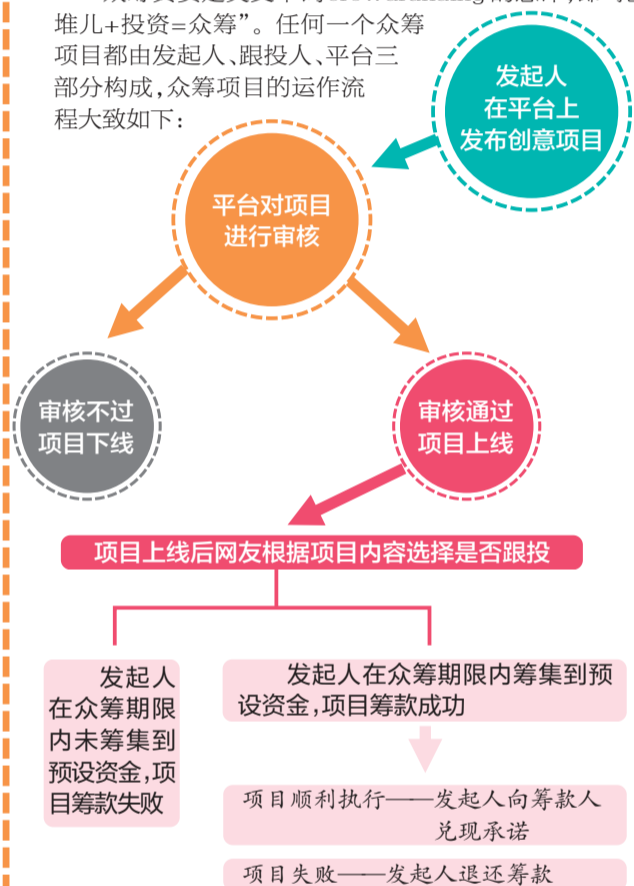 堆儿+投资=众筹”。任何一个众筹
项目都由发起人、跟投人、平台三
部分构成,众筹项目的运作流
程大致如下:
发起人
在平台上
发布创意项目
平台对项目
进行审核
审核不过
项目下线
审核通过
项目上线
项目上线后网友根据项目内容选择是否跟投
发起人
在众筹期限
内未筹集到
预设资金,项
目筹款失败
发起人在众筹期限内筹集到预
设资金,项目筹款成功
项目顺利执行——发起人向筹款人
兑现承诺
项目失败——发起人退还筹款